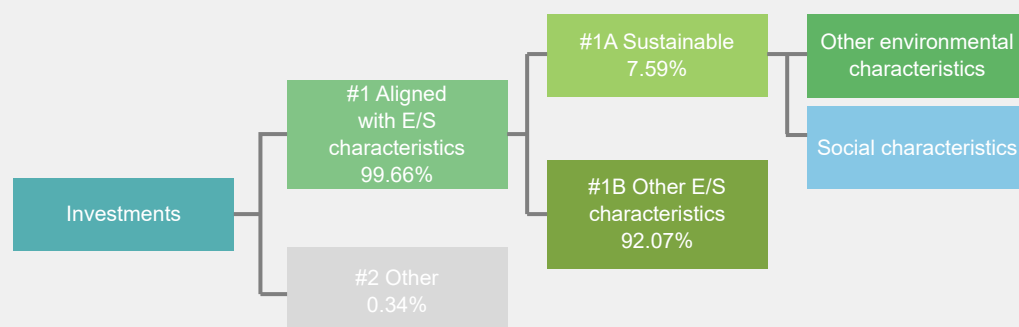 #1A Sustainable
7.59%
Other environmental
characteristics
#1 Aligned
with E/S
characteristics
99.66%
Social characteristics
#1B Other E/S
characteristics
92.07%
Investments
#2 Other
0.34%